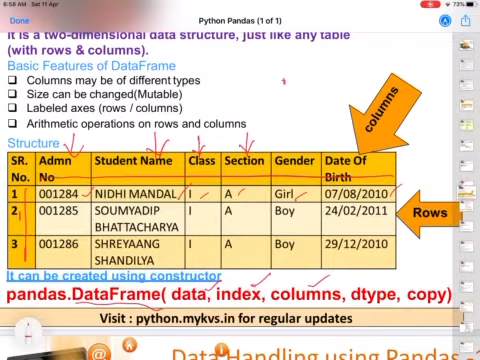 6:58 AM Sat 11 Apr
73%
Done
Python Pandas (1 of 1)
It is a two-dimensional data structure, just like any table
(with rows & columns).
Basic Features of DataFrame
Columns may be of different types
Size can be changed(Mutable)
Labeled axes (rows / columns)
Arithmetic operations on rows and columns
columns
Structure
SR. No. Admn No Student Name Class Section Gender Date Of Birth
1 001284 NIDHI MANDAL I A Girl 07/08/2010
2 001285 SOUMYADIP BHATTACHARYA I A Boy 24/02/2011
3 001286 SHREYAANG SHANDILYA I A Boy 29/12/2010
Rows
It can be created using constructor
pandas.DataFrame( data, index, columns, dtype, copy)
Visit : python.mykvs.in for regular updates
Data Handling using Pandas -